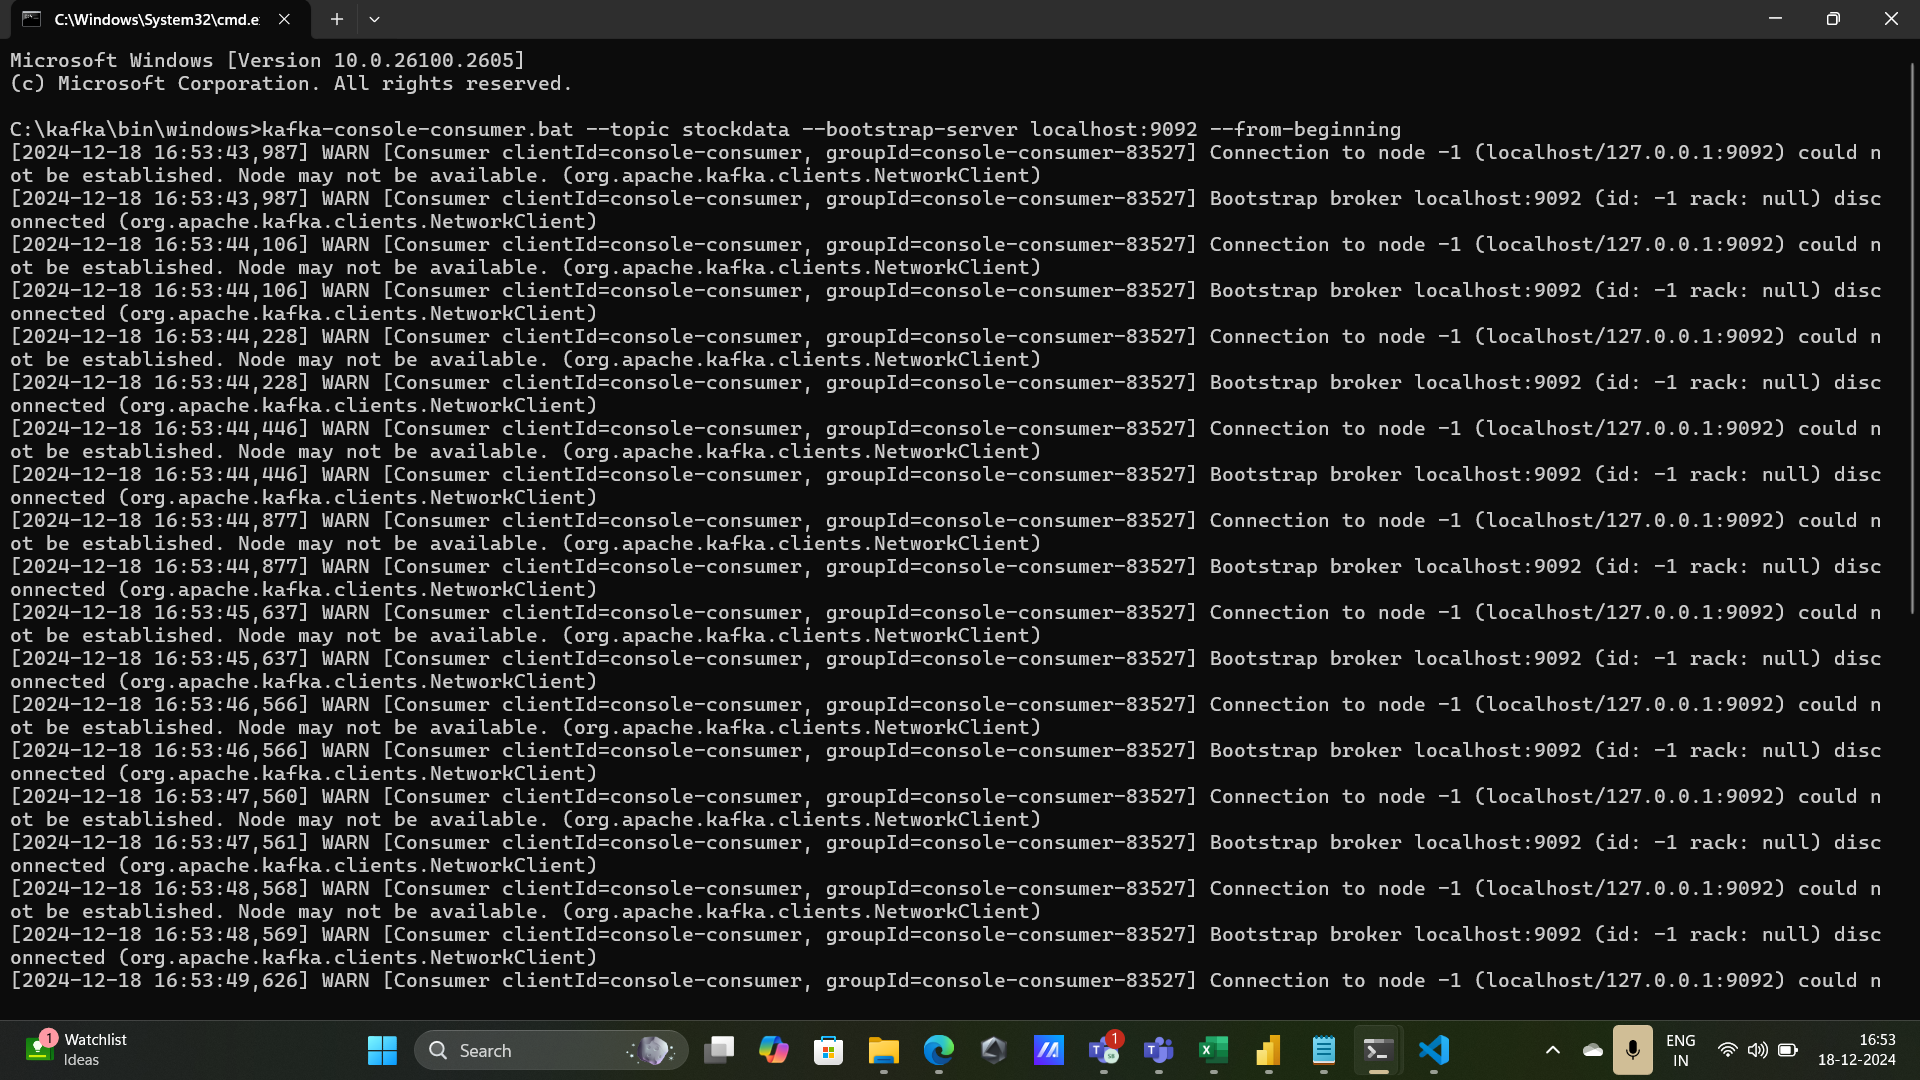 C:\Windows\System32\cmd.e
Microsoft Windows [Version 10.0.26100.2605]
(c) Microsoft Corporation. All rights reserved.
C:\kafka\bin\windows>kafka-console-consumer.bat --topic stockdata --bootstrap-server localhost:9092 --from-beginning
[2024-12-18 16:53:43,987] WARN [Consumer clientId=console-consumer, groupId=console-consumer-83527] Connection to node -1 (localhost/127.0.0.1:9092) could n
ot be established. Node may not be available. (org.apache.kafka.clients.NetworkClient)
[2024-12-18 16:53:43,987] WARN [Consumer clientId=console-consumer, groupId=console-consumer-83527] Bootstrap broker localhost:9092 (id: -1 rack: null) disc
onnected (org.apache.kafka.clients.NetworkClient)
[2024-12-18 16:53:44,106] WARN [Consumer clientId=console-consumer, groupId=console-consumer-83527] Connection to node -1 (localhost/127.0.0.1:9092) could n
ot be established. Node may not be available. (org.apache.kafka.clients.NetworkClient)
[2024-12-18 16:53:44,106] WARN [Consumer clientId=console-consumer, groupId=console-consumer-83527] Bootstrap broker localhost:9092 (id: -1 rack: null) disc
onnected (org.apache.kafka.clients.NetworkClient)
[2024-12-18 16:53:44,228] WARN [Consumer clientId=console-consumer, groupId=console-consumer-83527] Connection to node -1 (localhost/127.0.0.1:9092) could n
ot be established. Node may not be available. (org.apache.kafka.clients.NetworkClient)
[2024-12-18 16:53:44,228] WARN [Consumer clientId=console-consumer, groupId=console-consumer-83527] Bootstrap broker localhost:9092 (id: -1 rack: null) disc
onnected (org.apache.kafka.clients.NetworkClient)
[2024-12-18 16:53:44,446] WARN [Consumer clientId=console-consumer, groupId=console-consumer-83527] Connection to node -1 (localhost/127.0.0.1:9092) could n
ot be established. Node may not be available. (org.apache.kafka.clients.NetworkClient)
[2024-12-18 16:53:44,446] WARN [Consumer clientId=console-consumer, groupId=console-consumer-83527] Bootstrap broker localhost:9092 (id: -1 rack: null) disc
onnected (org.apache.kafka.clients.NetworkClient)
[2024-12-18 16:53:44,877] WARN [Consumer clientId=console-consumer, groupId=console-consumer-83527] Connection to node -1 (localhost/127.0.0.1:9092) could n
ot be established. Node may not be available. (org.apache.kafka.clients.NetworkClient)
[2024-12-18 16:53:44,877] WARN [Consumer clientId=console-consumer, groupId=console-consumer-83527] Bootstrap broker localhost:9092 (id: -1 rack: null) disc
onnected (org.apache.kafka.clients.NetworkClient)
[2024-12-18 16:53:45,637] WARN [Consumer clientId=console-consumer, groupId=console-consumer-83527] Connection to node -1 (localhost/127.0.0.1:9092) could n
ot be established. Node may not be available. (org.apache.kafka.clients.NetworkClient)
[2024-12-18 16:53:45,637] WARN [Consumer clientId=console-consumer, groupId=console-consumer-83527] Bootstrap broker localhost:9092 (id: -1 rack: null) disc
onnected (org.apache.kafka.clients.NetworkClient)
[2024-12-18 16:53:46,566] WARN [Consumer clientId=console-consumer, groupId=console-consumer-83527] Connection to node -1 (localhost/127.0.0.1:9092) could n
ot be established. Node may not be available. (org.apache.kafka.clients.NetworkClient)
[2024-12-18 16:53:46,566] WARN [Consumer clientId=console-consumer, groupId=console-consumer-83527] Bootstrap broker localhost:9092 (id: -1 rack: null) disc
onnected (org.apache.kafka.clients.NetworkClient)
[2024-12-18 16:53:47,560] WARN [Consumer clientId=console-consumer, groupId=console-consumer-83527] Connection to node -1 (localhost/127.0.0.1:9092) could n
ot be established. Node may not be available. (org.apache.kafka.clients.NetworkClient)
[2024-12-18 16:53:47,561] WARN [Consumer clientId=console-consumer, groupId=console-consumer-83527] Bootstrap broker localhost:9092 (id: -1 rack: null) disc
onnected (org.apache.kafka.clients.NetworkClient)
[2024-12-18 16:53:48,568] WARN [Consumer clientId=console-consumer, groupId=console-consumer-83527] Connection to node -1 (localhost/127.0.0.1:9092) could n
ot be established. Node may not be available. (org.apache.kafka.clients.NetworkClient)
[2024-12-18 16:53:48,569] WARN [Consumer clientId=console-consumer, groupId=console-consumer-83527] Bootstrap broker localhost:9092 (id: -1 rack: null) disc
onnected (org.apache.kafka.clients.NetworkClient)
[2024-12-18 16:53:49,626] WARN [Consumer clientId=console-consumer, groupId=console-consumer-83527] Connection to node -1 (localhost/127.0.0.1:9092) could n
1 Watchlist
Ideas
Search
1
ENG
IN
16:53
18-12-2024